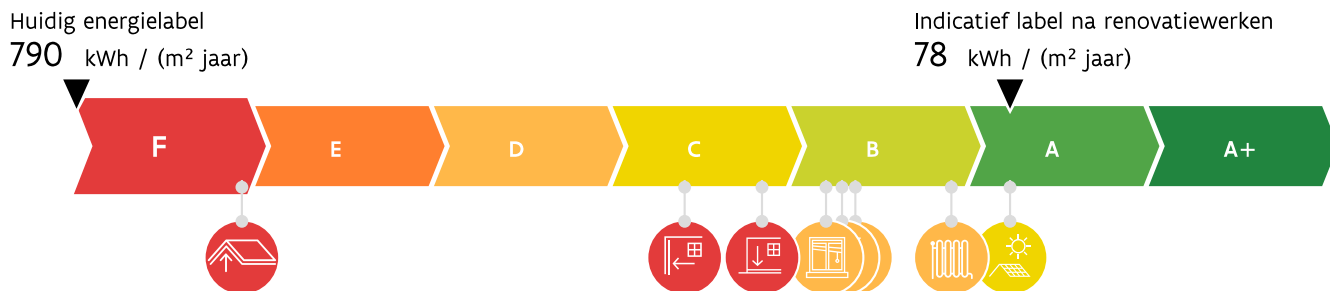 Huidig energielabel
790 kWh / (m² jaar)
Indicatief label na renovatiewerken
78 kWh / (m² jaar)
F E D C B A A+